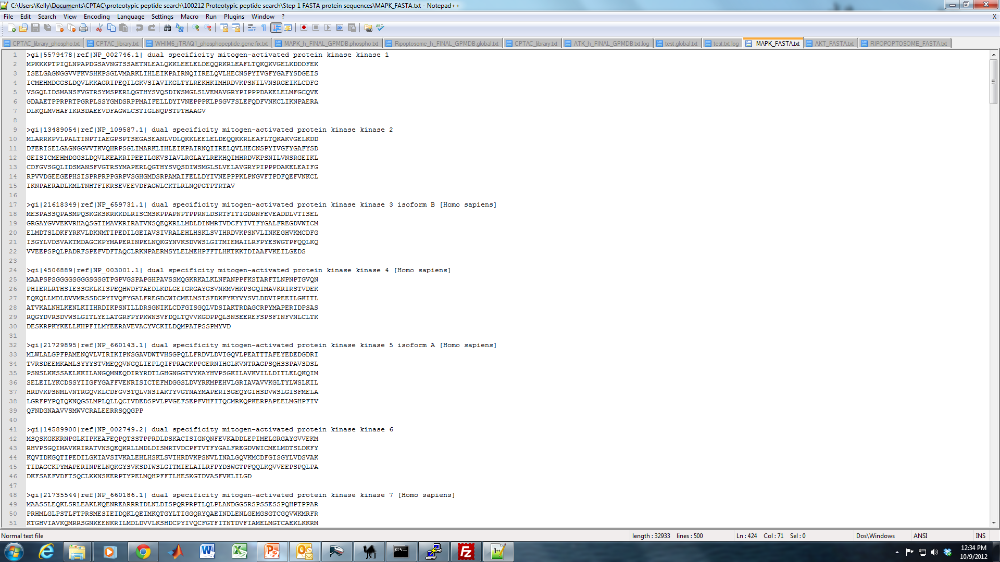 C:\Users\Kelly\Documents\CPTAC\proteotypic peptide search\100212 Proteotypic peptide search\Step 1 FASTA protein sequences\MAPK_FASTA.txt - Notepad++
File Edit Search View Encoding Language Settings Macro Run Plugins Window ? X
CPTAC_library_phospho.txt CPTAC_library.txt WHIM6_iTRAQ1_phosphopeptide.gene.fix.txt MAPK_h_FINAL_GPMDB.phospho.txt Ripoptosome_h_FINAL_GPMDB.global.txt CPTAC_library.txt ATK_h_FINAL_GPMDB.txt.log test.global.txt test.txt.log MAPK_FASTA.txt AKT_FASTA.txt RIPOPOPTOSOME_FASTA.txt
1 >gi|5579478|ref|NP_002746.1| dual specificity mitogen-activated protein kinase kinase 1
2 MPKKKPTPIQLNPAPDGSAVNGTSSAETNLEALQKKLEELELDEQQRKRLEAFLTQKQKVGELKDDDFEK
3 ISELGAGNGGVVFKVSHKPSGLVMARKLIHLEIKPAIRNQIIRELQVLHECNSPYIVGFYGAFYSDGEIS
4 ICMEHMDGGSLDQVLKKAGRIPEQILGKVSIAVIKGLTYLREKHKIMHRDVKPSNILVNSRGEIKLCDFG
5 VSGQLIDSMANSFVGTRSYMSPERLQGTHYSVQSDIWSMGLSLVEMAVGRYPIPPPDAKELELMFGCQVE
6 GDAAETPPRPRTPGRPLSSYGMDSRPPMAIFELLDYIVNEPPPKLPSGVFSLEFQDFVNKCLIKNPAERA
7 DLKQLMVHAFIKRSDAEEVDFAGWLCSTIGLNQPSTPTHAAGV
8
9 >gi|13489054|ref|NP_109587.1| dual specificity mitogen-activated protein kinase kinase 2
10 MLARRKPVLPALTINPTIAEGPSPTSEGASEANLVDLQKKLEELELDEQQKKRLEAFLTQKAKVGELKDD
11 DFERISELGAGNGGVVTKVQHRPSGLIMARKLIHLEIKPAIRNQIIRELQVLHECNSPYIVGFYGAFYSD
12 GEISICMEHMDGGSLDQVLKEAKRIPEEILGKVSIAVLRGLAYLREKHQIMHRDVKPSNILVNSRGEIKL
13 CDFGVSGQLIDSMANSFVGTRSYMAPERLQGTHYSVQSDIWSMGLSLVELAVGRYPIPPPDAKELEAIFG
14 RPVVDGEEGEPHSISPRPRPPGRPVSGHGMDSRPAMAIFELLDYIVNEPPPKLPNGVFTPDFQEFVNKCL
15 IKNPAERADLKMLTNHTFIKRSEVEEVDFAGWLCKTLRLNQPGTPTRTAV
16
17 >gi|21618349|ref|NP_659731.1| dual specificity mitogen-activated protein kinase kinase 3 isoform B [Homo sapiens]
18 MESPASSQPASMPQSKGKSKRKKDLRISCMSKPPAPNPTPPRNLDSRTFITIGDRNFEVEADDLVTISEL
19 GRGAYGVVEKVRHAQSGTIMAVKRIRATVNSQEQKRLLMDLDINMRTVDCFYTVTFYGALFREGDVWICM
20 ELMDTSLDKFYRKVLDKNMTIPEDILGEIAVSIVRALEHLHSKLSVIHRDVKPSNVLINKEGHVKMCDFG
21 ISGYLVDSVAKTMDAGCKPYMAPERINPELNQKGYNVKSDVWSLGITMIEMAILRFPYESWGTPFQQLKQ
22 VVEEPSPQLPADRFSPEFVDFTAQCLRKNPAERMSYLELMEHPFFTLHKTKKTDIAAFVKEILGEDS
23
24 >gi|4506889|ref|NP_003001.1| dual specificity mitogen-activated protein kinase kinase 4 [Homo sapiens]
25 MAAPSPSGGGGSGGGSGSGTPGPVGSPAPGHPAVSSMQGKRKALKLNFANPPFKSTARFTLNPNPTGVQN
26 PHIERLRTHSIESSGKLKISPEQHWDFTAEDLKDLGEIGRGAYGSVNKMVHKPSGQIMAVKRIRSTVDEK
27 EQKQLLMDLDVVMRSSDCPYIVQFYGALFREGDCWICMELMSTSFDKFYKYVYSVLDDVIPEEILGKITL
28 ATVKALNHLKENLKIIHRDIKPSNILLDRSGNIKLCDFGISGQLVDSIAKTRDAGCRPYMAPERIDPSAS
29 RQGYDVRSDVWSLGITLYELATGRFPYPKWNSVFDQLTQVVKGDPPQLSNSEEREFSPSFINFVNLCLTK
30 DESKRPKYKELLKHPFILMYEERAVEVACYVCKILDQMPATPSSPMYVD
31
32 >gi|21729895|ref|NP_660143.1| dual specificity mitogen-activated protein kinase kinase 5 isoform A [Homo sapiens]
33 MLWLALGPFPAMENQVLVIRIKIPNSGAVDWTVHSGPQLLFRDVLDVIGQVLPEATTTAFEYEDEDGDRI
34 TVRSDEEMKAMLSYYYSTVMEQQVNGQLIEPLQIFPRACKPPGERNIHGLKVNTRAGPSQHSSPAVSDSL
35 PSNSLKKSSAELKKILANGQMNEQDIRYRDTLGHGNGGTVYKAYHVPSGKILAVKVILLDITLELQKQIM
36 SELEILYKCDSSYIIGFYGAFFVENRISICTEFMDGGSLDVYRKMPEHVLGRIAVAVVKGLTYLWSLKIL
37 HRDVKPSNMLVNTRGQVKLCDFGVSTQLVNSIAKTYVGTNAYMAPERISGEQYGIHSDVWSLGISFMELA
38 LGRFPYPQIQKNQGSLMPLQLLQCIVDEDSPVLPVGEFSEPFVHFITQCMRKQPKERPAPEELMGHPFIV
39 QFNDGNAAVVSMWVCRALEERRSQQGPP
40
41 >gi|14589900|ref|NP_002749.2| dual specificity mitogen-activated protein kinase kinase 6
42 MSQSKGKKRNPGLKIPKEAFEQPQTSSTPPRDLDSKACISIGNQNFEVKADDLEPIMELGRGAYGVVEKM
43 RHVPSGQIMAVKRIRATVNSQEQKRLLMDLDISMRTVDCPFTVTFYGALFREGDVWICMELMDTSLDKFY
44 KQVIDKGQTIPEDILGKIAVSIVKALEHLHSKLSVIHRDVKPSNVLINALGQVKMCDFGISGYLVDSVAK
45 TIDAGCKPYMAPERINPELNQKGYSVKSDIWSLGITMIELAILRFPYDSWGTPFQQLKQVVEEPSPQLPA
46 DKFSAEFVDFTSQCLKKNSKERPTYPELMQHPFFTLHESKGTDVASFVKLILGD
47
48 >gi|21735544|ref|NP_660186.1| dual specificity mitogen-activated protein kinase kinase 7 [Homo sapiens]
49 MAASSLEQKLSRLEAKLKQENREARRRIDLNLDISPQRPRPTLQLPLANDGGSRSPSSESSPQHPTPPAR
50 PRHMLGLPSTLFTPRSMESIEIDQKLQEIMKQTGYLTIGGQRYQAEINDLENLGEMGSGTCGQVWKMRFR
51 KTGHVIAVKQMRRSGNKEENKRILMDLDVVLKSHDCPYIVQCFGTFITNTDVFIAMELMGTCAEKLKKRM
Normal text file length : 32933 lines : 500 Ln : 424 Col : 71 Sel : 0 Dos\Windows ANSI INS
12:34 PM
10/9/2012